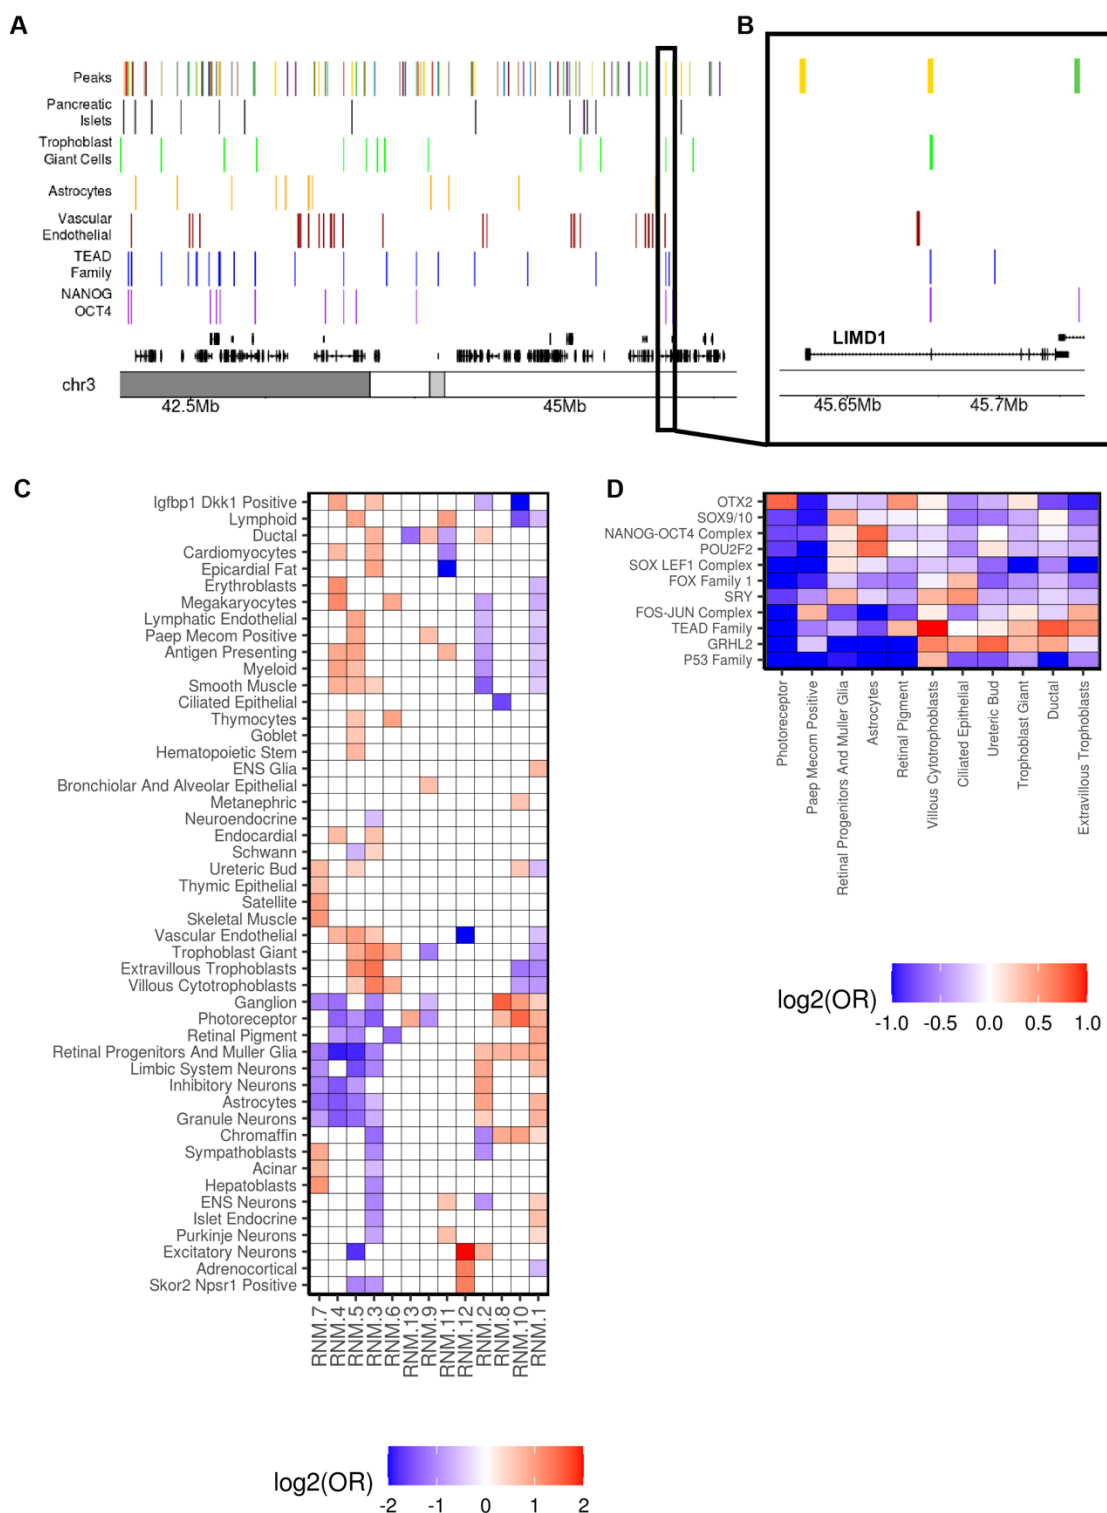 A
B
Peaks
Pancreatic
Islets
Trophoblast
Giant Cells
Astrocytes
Vascular
Endothelial
TEAD
Family
NANOG
OCT4
chr3
42.5Mb
45Mb
LIMD1
45.65Mb
45.7Mb
C
Igfbp1 Dkk1 Positive
Lymphoid
Ductal
Cardiomyocytes
Epicardial Fat
Erythroblasts
Megakaryocytes
Lymphatic Endothelial
Paep Mecom Positive
Antigen Presenting
Myeloid
Smooth Muscle
Ciliated Epithelial
Thymocytes
Goblet
Hematopoietic Stem
ENS Glia
Bronchiolar And Alveolar Epithelial
Metanephric
Neuroendocrine
Endocardial
Schwann
Ureteric Bud
Thymic Epithelial
Satellite
Skeletal Muscle
Vascular Endothelial
Trophoblast Giant
Extravillous Trophoblasts
Villous Cytotrophoblasts
Ganglion
Photoreceptor
Retinal Pigment
Retinal Progenitors And Muller Glia
Limbic System Neurons
Inhibitory Neurons
Astrocytes
Granule Neurons
Chromaffin
Sympathoblasts
Acinar
Hepatoblasts
ENS Neurons
Islet Endocrine
Purkinje Neurons
Excitatory Neurons
Adrenocortical
Skor2 Npsr1 Positive
RNM.7
RNM.4
RNM.5
RNM.3
RNM.6
RNM.13
RNM.9
RNM.11
RNM.12
RNM.2
RNM.8
RNM.10
RNM.1
log2(OR)
-2 -1 0 1 2
D
OTX2
SOX9/10
NANOG-OCT4 Complex
POU2F2
SOX LEF1 Complex
FOX Family 1
SRY
FOS-JUN Complex
TEAD Family
GRHL2
P53 Family
Photoreceptor
Paep Mecom Positive
Retinal Progenitors And Muller Glia
Astrocytes
Retinal Pigment
Villous Cytotrophoblasts
Ciliated Epithelial
Ureteric Bud
Trophoblast Giant
Ductal
Extravillous Trophoblasts
log2(OR)
-1.0 -0.5 0.0 0.5 1.0